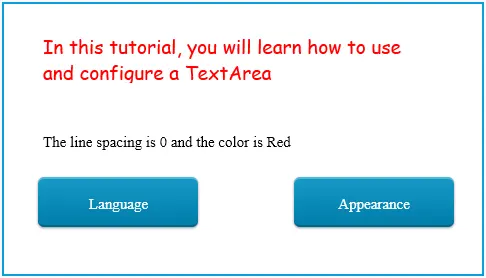 In this tutorial, you will learn how to use
and configure a TextArea
The line spacing is 0 and the color is Red
Language
Appearance